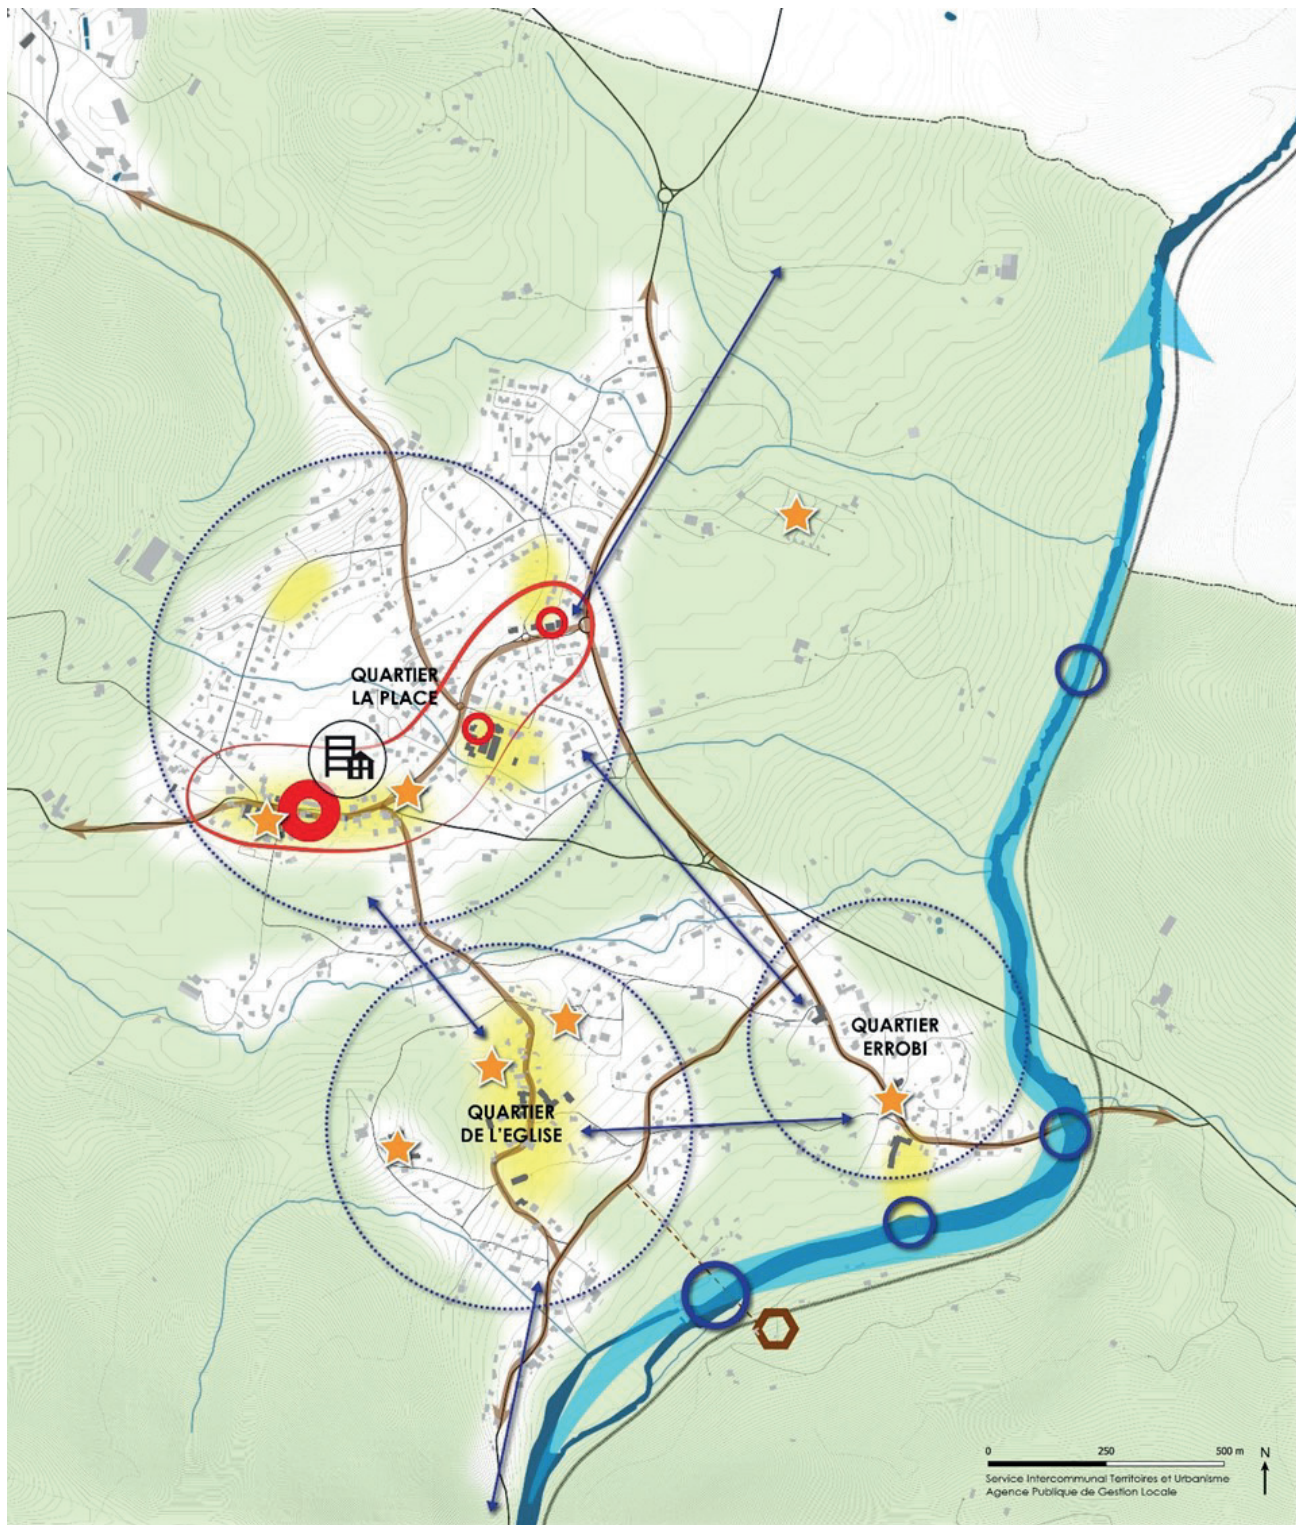 QUARTIER
LA PLACE
QUARTIER
ERROBI
QUARTIER
DE L'EGLISE
0 250 500 m
N
Service Intercommunal Territoires et Urbanisme
Agence Publique de Gestion Locale